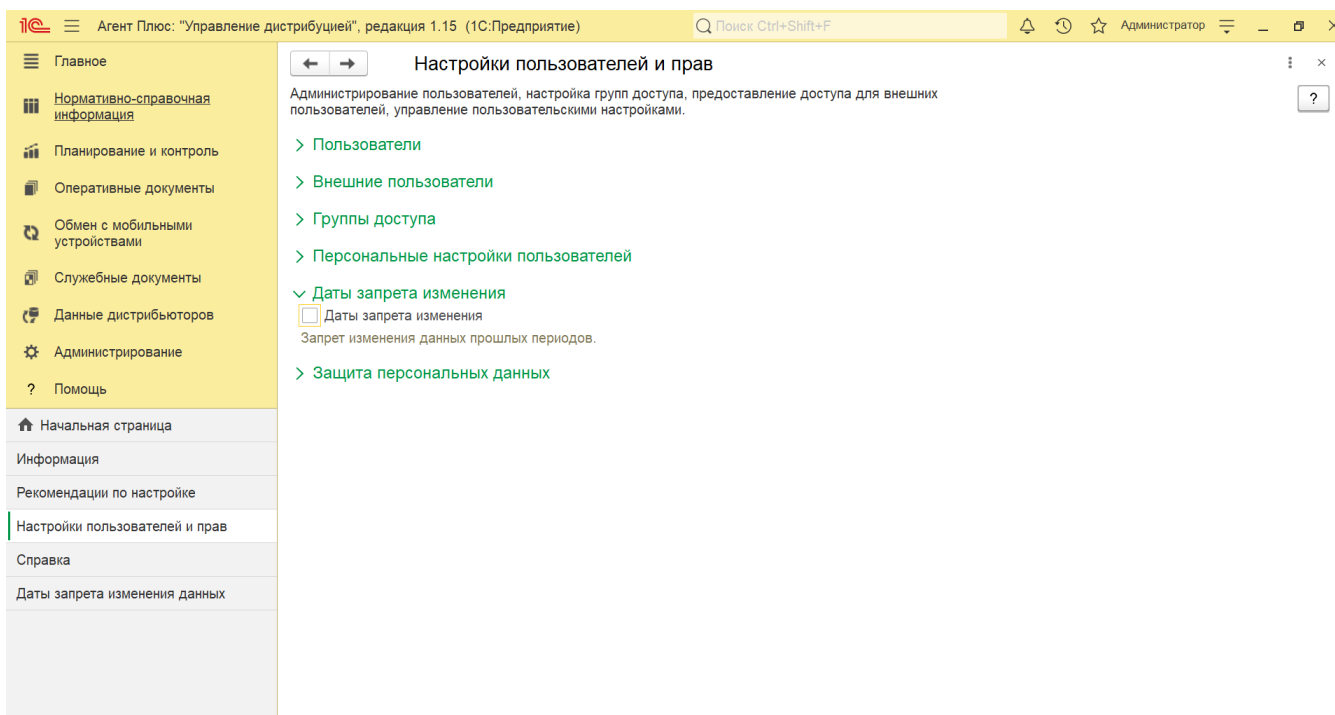 1С Агент Плюс: "Управление дистрибуцией", редакция 1.15 (1С:Предприятие) Поиск Ctrl+Shift+F Администратор
Главное
Нормативно-справочная
информация
Планирование и контроль
Оперативные документы
Обмен с мобильными
устройствами
Служебные документы
Данные дистрибьюторов
Администрирование
? Помощь
Начальная страница
Информация
Рекомендации по настройке
Настройки пользователей и прав
Справка
Даты запрета изменения данных
Настройки пользователей и прав
Администрирование пользователей, настройка групп доступа, предоставление доступа для внешних
пользователей, управление пользовательскими настройками.
?
Пользователи
Внешние пользователи
Группы доступа
Персональные настройки пользователей
Даты запрета изменения
Даты запрета изменения
Запрет изменения данных прошлых периодов.
Защита персональных данных